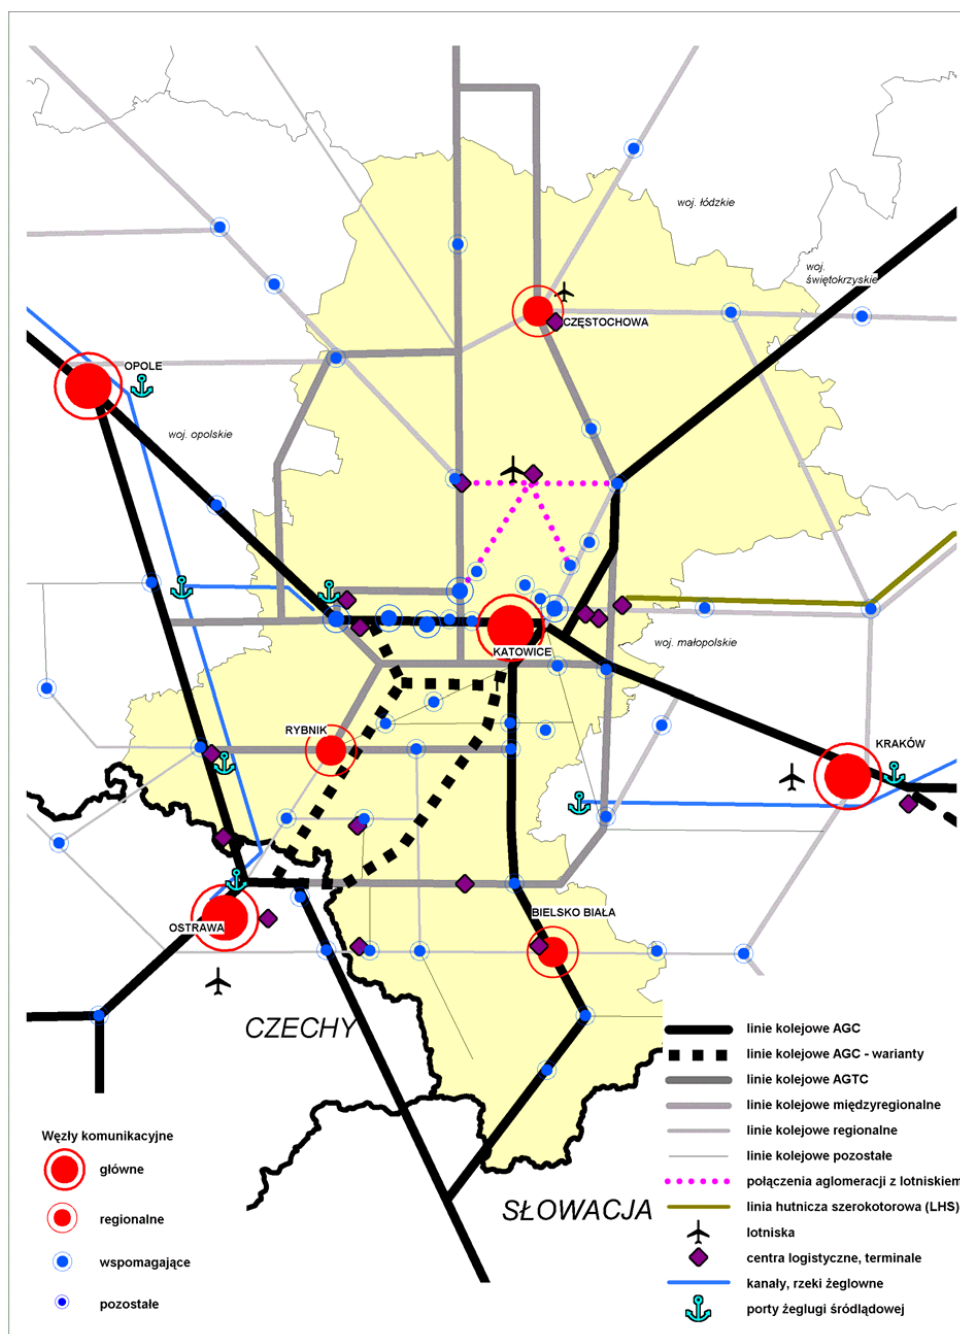 woj. łódzkie
woj.
świętokrzyskie
CZĘSTOCHOWA
OPOLE
woj. opolskie
woj. małopolskie
KATOWICE
RYBNIK
KRAKÓW
BIELSKO BIAŁA
OSTRAWA
CZECHY
SŁOWACJA
linie kolejowe AGC
linie kolejowe AGC - warianty
linie kolejowe AGTC
linie kolejowe międzyregionalne
linie kolejowe regionalne
linie kolejowe pozostałe
połączenia aglomeracji z lotniskiem
linia hutnicza szerokotorowa (LHS)
lotniska
centra logistyczne, terminale
kanały, rzeki żeglowne
porty żeglugi śródlądowej
Węzły komunikacyjne
główne
regionalne
wspomagające
pozostałe